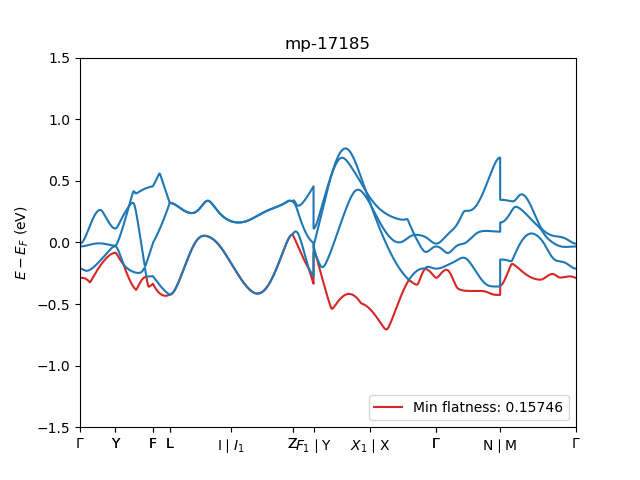 mp-17185
E − E_F (eV)
1.5
1.0
0.5
0.0
−0.5
−1.0
−1.5
Min flatness: 0.15746
Γ Y F L I | I₁ Z F₁ | Y X₁ | X Γ N | M Γ